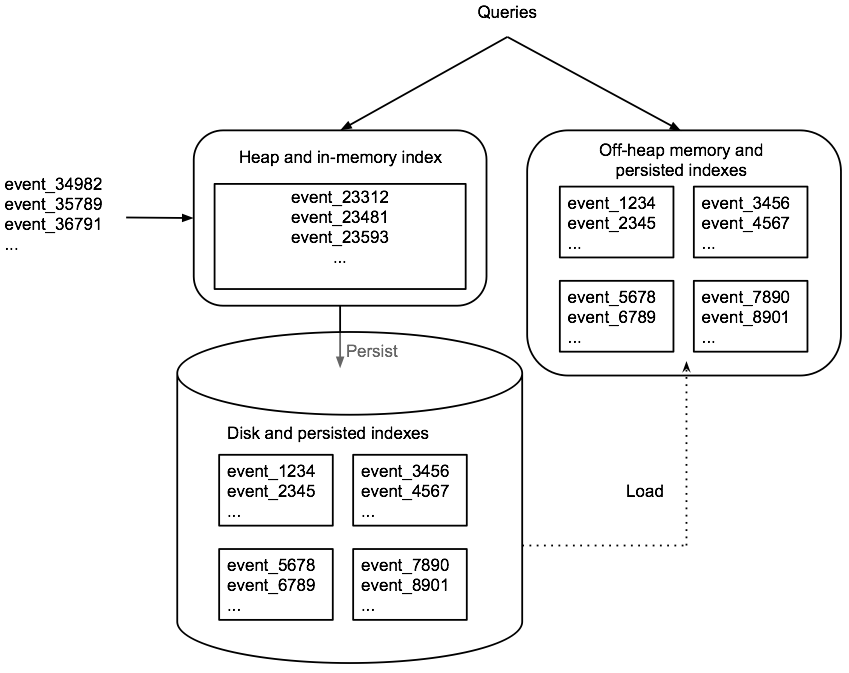 Queries
Heap and in-memory index
event_23312
event_23481
event_23593
...
event_34982
event_35789
event_36791
...
Off-heap memory and
persisted indexes
event_1234
event_2345
...
event_3456
event_4567
...
event_5678
event_6789
...
event_7890
event_8901
...
Persist
Disk and persisted indexes
event_1234
event_2345
...
event_3456
event_4567
...
event_5678
event_6789
...
event_7890
event_8901
...
Load